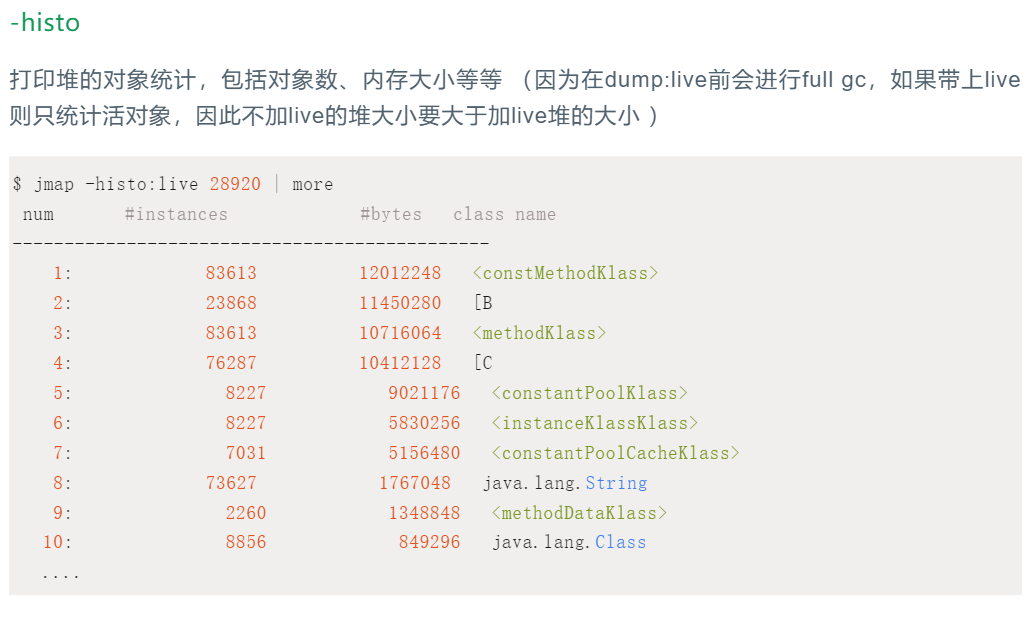 -histo
打印堆的对象统计，包括对象数、内存大小等等 （因为在dump:live前会进行full gc，如果带上live
则只统计活对象，因此不加live的堆大小要大于加live堆的大小 ）
$ jmap -histo:live 28920 | more
num #instances #bytes class name
----------------------------------------------
1: 83613 12012248 <constMethodKlass>
2: 23868 11450280 [B
3: 83613 10716064 <methodKlass>
4: 76287 10412128 [C
5: 8227 9021176 <constantPoolKlass>
6: 8227 5830256 <instanceKlassKlass>
7: 7031 5156480 <constantPoolCacheKlass>
8: 73627 1767048 java.lang.String
9: 2260 1348848 <methodDataKlass>
10: 8856 849296 java.lang.Class
....